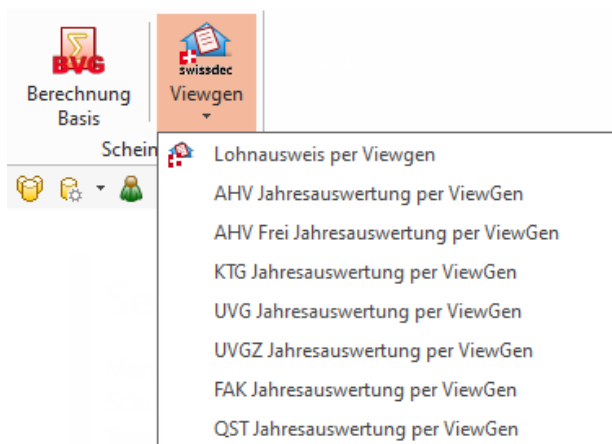 BVG
swissdec
Berechnung
Basis
Viewgen
Schein
Lohnausweis per Viewgen
AHV Jahresauswertung per ViewGen
AHV Frei Jahresauswertung per ViewGen
KTG Jahresauswertung per ViewGen
UVG Jahresauswertung per ViewGen
UVGZ Jahresauswertung per ViewGen
FAK Jahresauswertung per ViewGen
QST Jahresauswertung per ViewGen